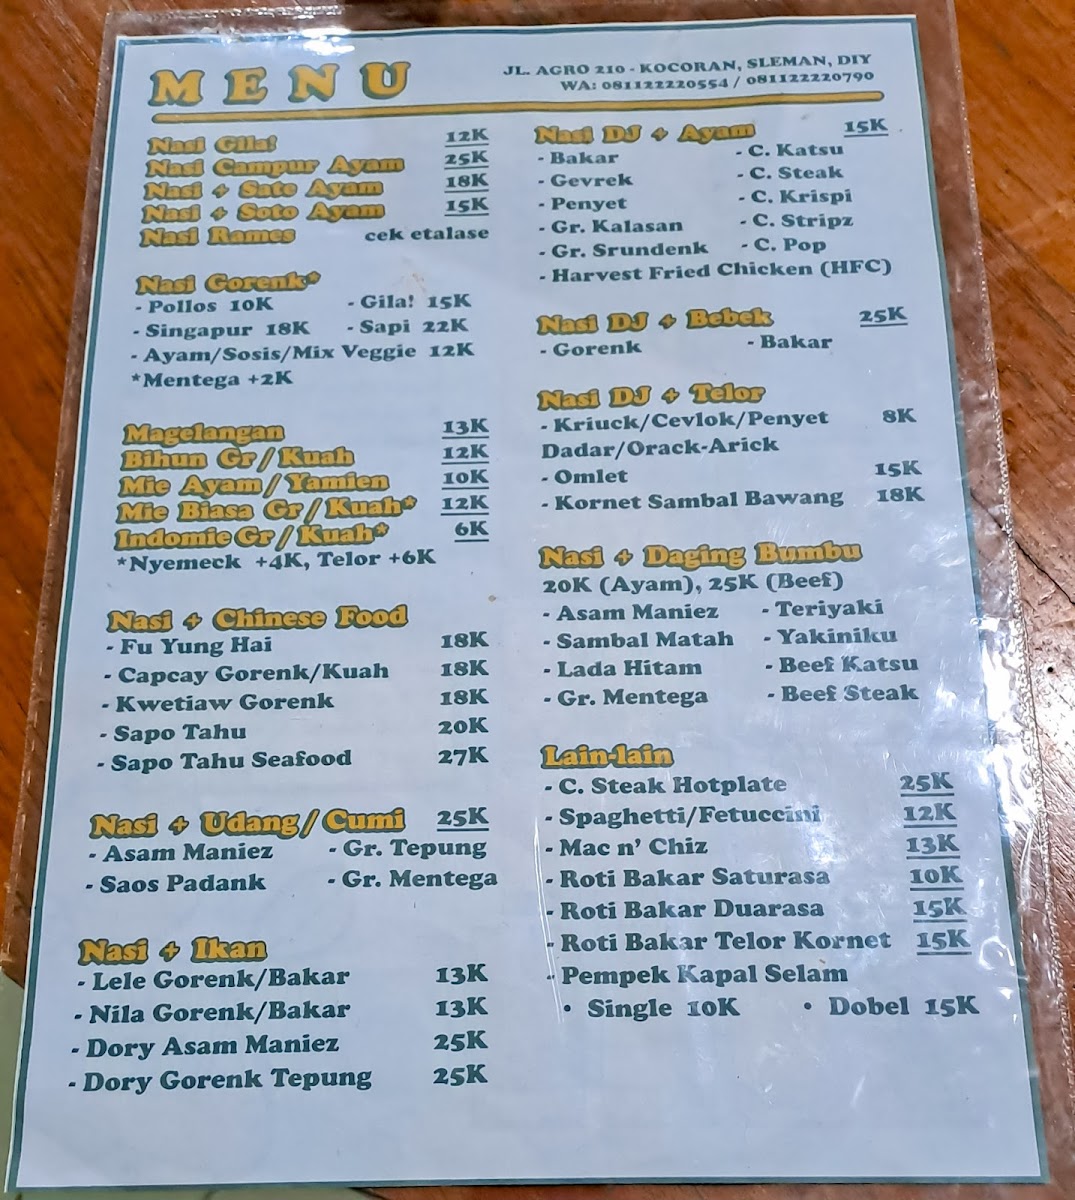 MENU
JL. AGRO 210 - KOCORAN, SLEMAN, DIY
WA: 081122220554 / 081122220790
Nasi Gila! 12K
Nasi Campur Ayam 25K
Nasi + Sate Ayam 18K
Nasi + Soto Ayam 15K
Nasi Rames cek etalase
Nasi Gorenk*
- Pollos 10K - Gila! 15K
- Singapur 18K - Sapi 22K
- Ayam/Sosis/Mix Veggie 12K
*Mentega +2K
Magelangan 13K
Bihun Gr / Kuah 12K
Mie Ayam / Yamien 10K
Mie Biasa Gr / Kuah* 12K
Indomie Gr / Kuah* 6K
*Nyemeck +4K, Telor +6K
Nasi + Chinese Food
- Fu Yung Hai 18K
- Capcay Gorenk/Kuah 18K
- Kwetiaw Gorenk 18K
- Sapo Tahu 20K
- Sapo Tahu Seafood 27K
Nasi + Udang / Cumi 25K
- Asam Maniez - Gr. Tepung
- Saos Padank - Gr. Mentega
Nasi + Ikan
- Lele Gorenk/Bakar 13K
- Nila Gorenk/Bakar 13K
- Dory Asam Maniez 25K
- Dory Gorenk Tepung 25K
Nasi DJ + Ayam 15K
- Bakar - C. Katsu
- Gevrek - C. Steak
- Penyet - C. Krispi
- Gr. Kalasan - C. Stripz
- Gr. Srundenk - C. Pop
- Harvest Fried Chicken (HFC)
Nasi DJ + Bebek 25K
- Gorenk - Bakar
Nasi DJ + Telor
- Kriuck/Cevlok/Penyet 8K
Dadar/Orack-Arick
- Omlet 15K
- Kornet Sambal Bawang 18K
Nasi + Daging Bumbu
20K (Ayam), 25K (Beef)
- Asam Maniez - Teriyaki
- Sambal Matah - Yakiniku
- Lada Hitam - Beef Katsu
- Gr. Mentega - Beef Steak
Lain-lain
- C. Steak Hotplate 25K
- Spaghetti/Fetuccini 12K
- Mac n' Chiz 13K
- Roti Bakar Saturasa 10K
- Roti Bakar Duarasa 15K
- Roti Bakar Telor Kornet 15K
- Pempek Kapal Selam
• Single 10K • Dobel 15K